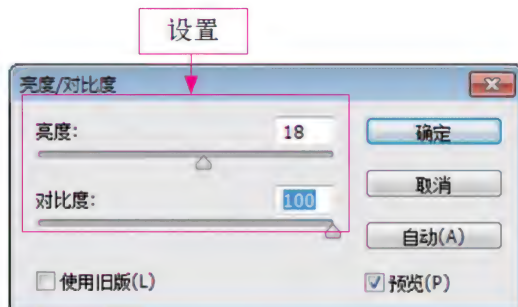 设置
亮度/对比度
亮度:
18
确定
对比度:
100
取消
自动(A)
使用旧版(L)
预览(P)